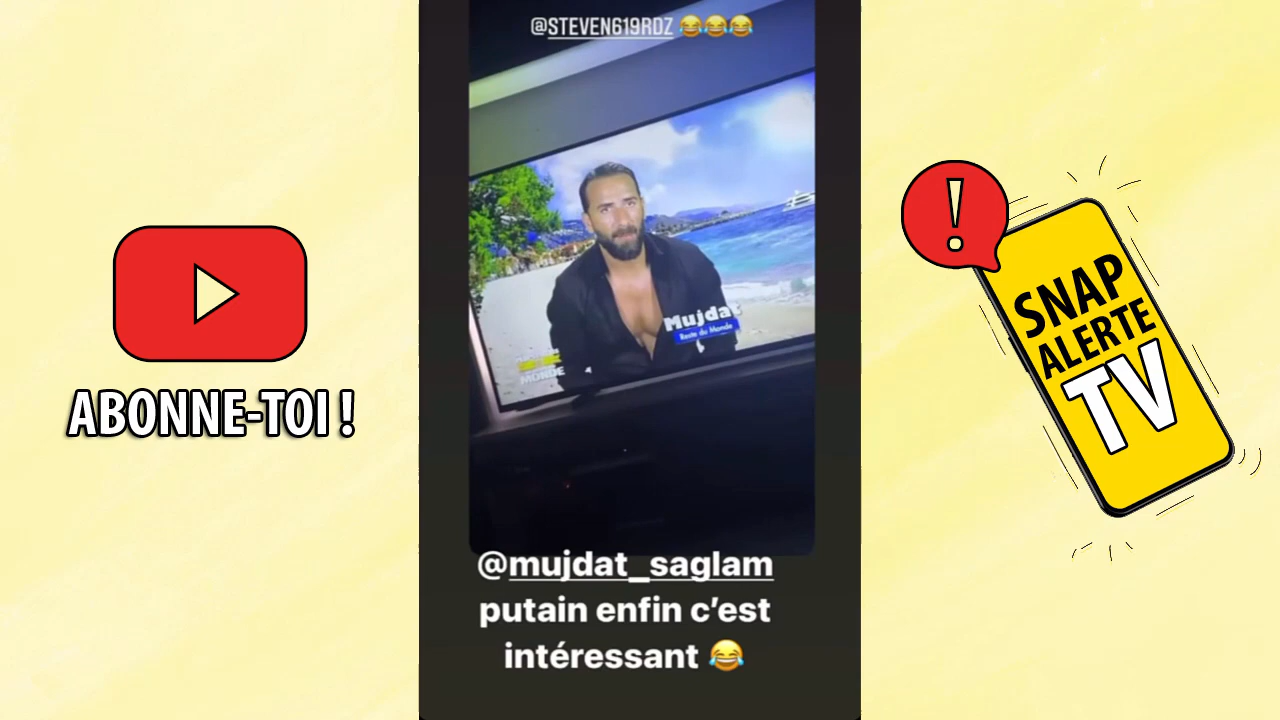 @STEVEN619RDZ 😂😂😂
Mujdat
Reste du Monde
MONDE
@mujdat_saglam
putain enfin c’est
intéressant 😂
ABONNE-TOI !
!
SNAP
ALERTE
TV